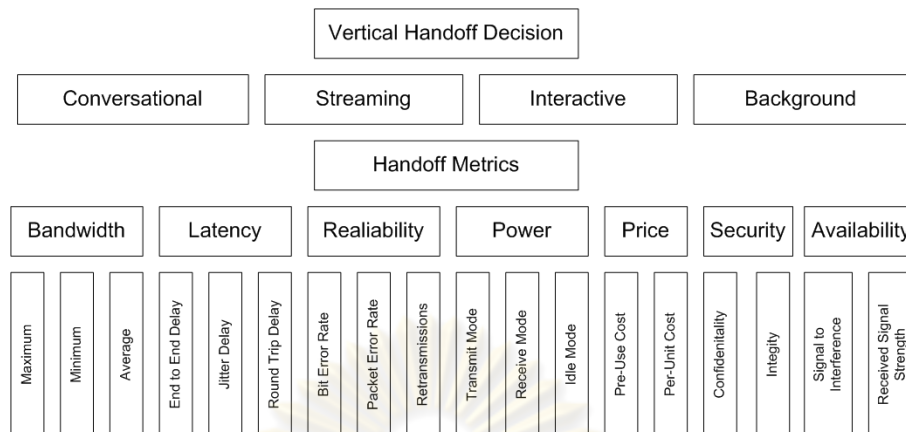 Vertical Handoff Decision
Conversational
Streaming
Interactive
Background
Handoff Metrics
Bandwidth
Latency
Realiability
Power
Price
Security
Availability
Maximum
Minimum
Average
End to End Delay
Jitter Delay
Round Trip Delay
Bit Error Rate
Packet Error Rate
Retransmissions
Transmit Mode
Receive Mode
Idle Mode
Pre-Use Cost
Per-Unit Cost
Confidenitality
Integity
Signal to
Interference
Received Signal
Strength